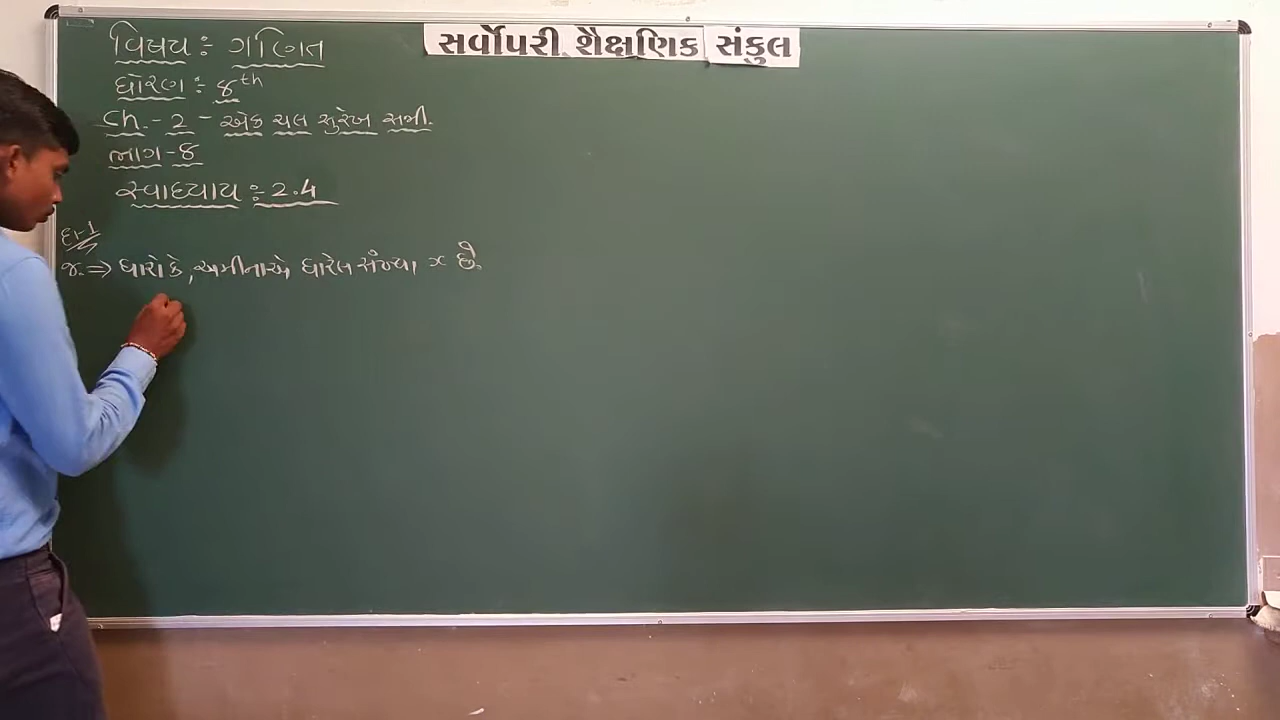 સર્વોપરી શૈક્ષણિક સંકુલ
વિષય : ગણિત
ધોરણ : 8th
Ch.-2 - એક ચલ સુરેખ સમી.
ભાગ-8
સ્વાધ્યાય : 2.4
દા-1
જ. ⇒ ધારો કે, અમીનાએ ધારેલ સંખ્યા x છે.